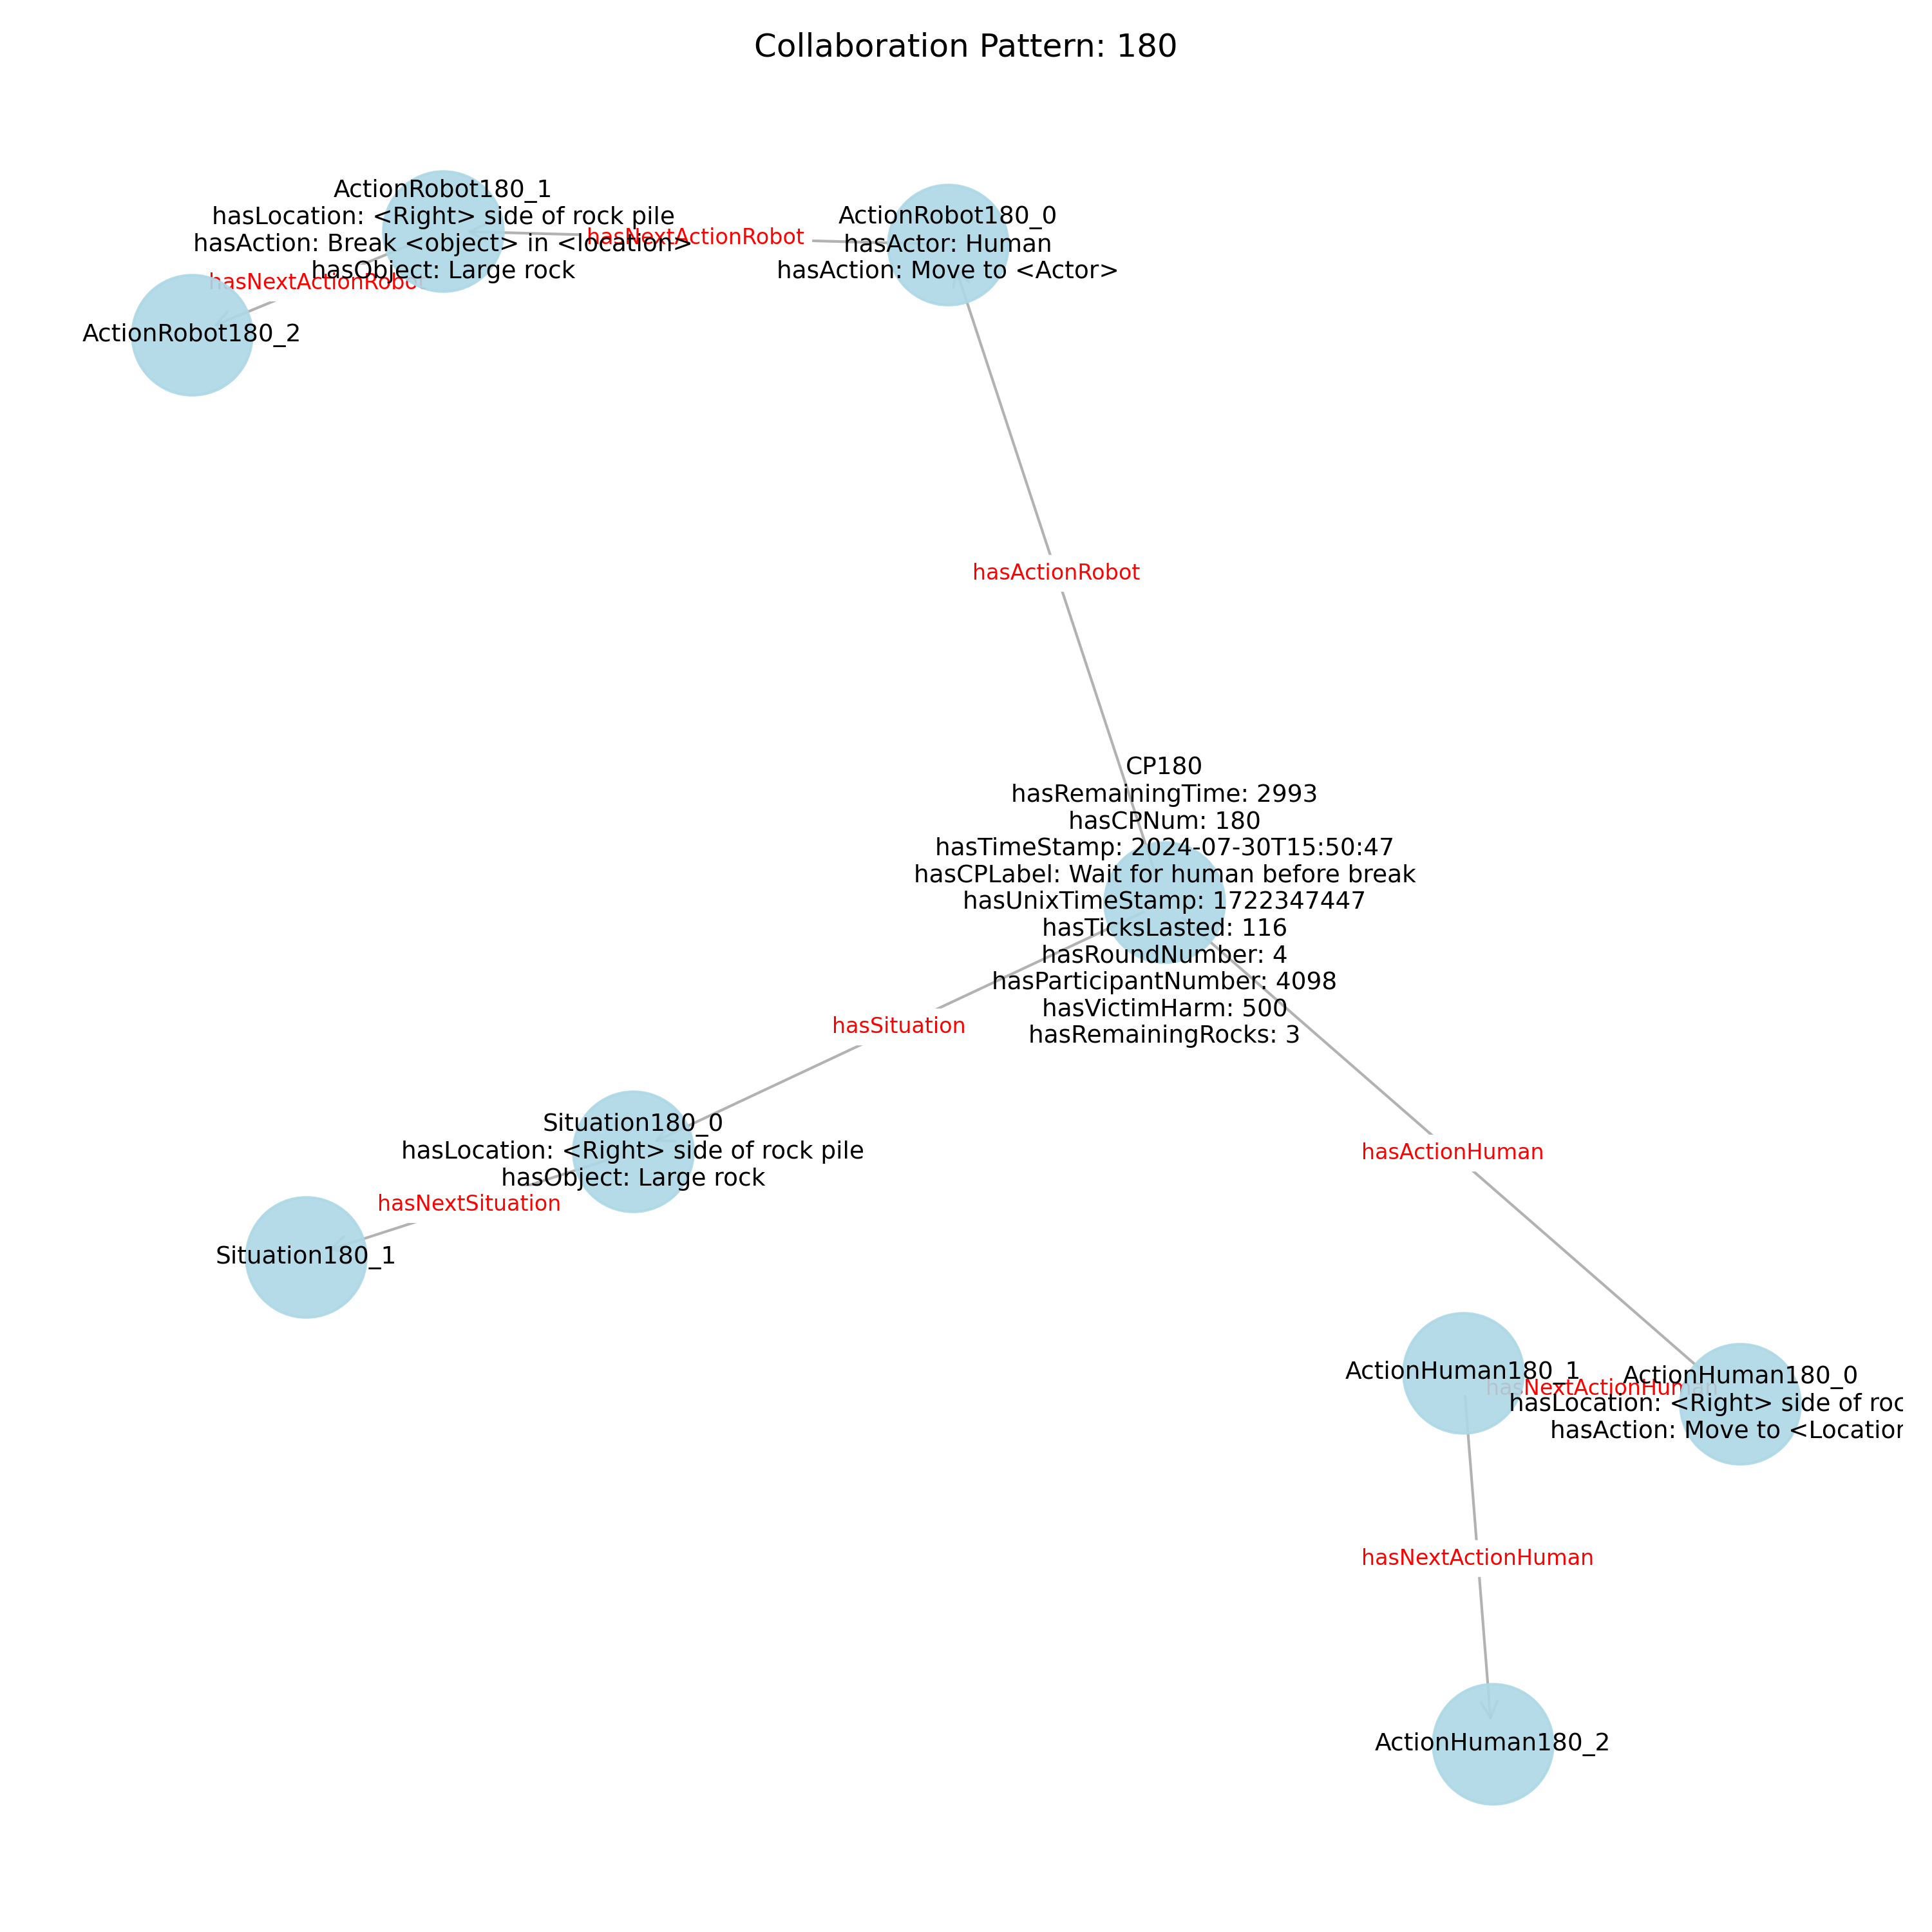 Collaboration Pattern: 180
ActionRobot180_1
hasLocation: <Right> side of rock pile
hasAction: Break <object> in <location>
hasObject: Large rock
hasNextActionRobot
ActionRobot180_0
hasActor: Human
hasAction: Move to <Actor>
hasNextActionRobot
ActionRobot180_2
hasActionRobot
CP180
hasRemainingTime: 2993
hasCPNum: 180
hasTimeStamp: 2024-07-30T15:50:47
hasCPLabel: Wait for human before break
hasUnixTimeStamp: 1722347447
hasTicksLasted: 116
hasRoundNumber: 4
hasParticipantNumber: 4098
hasVictimHarm: 500
hasRemainingRocks: 3
hasSituation
Situation180_0
hasLocation: <Right> side of rock pile
hasObject: Large rock
hasNextSituation
Situation180_1
hasActionHuman
ActionHuman180_1
hasNextActionHuman
ActionHuman180_0
hasLocation: <Right> side of roc
hasAction: Move to <Location
hasNextActionHuman
ActionHuman180_2